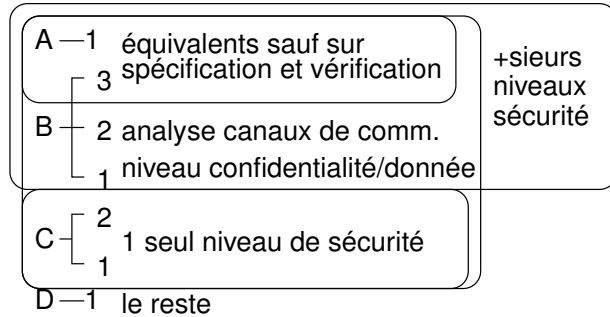 A 1 équivalents sauf sur
3 spécification et vérification
+sieurs
niveaux
sécurité
B 2 analyse canaux de comm.
1 niveau confidentialité/donnée
C 2
1 seul niveau de sécurité
1
D 1 le reste